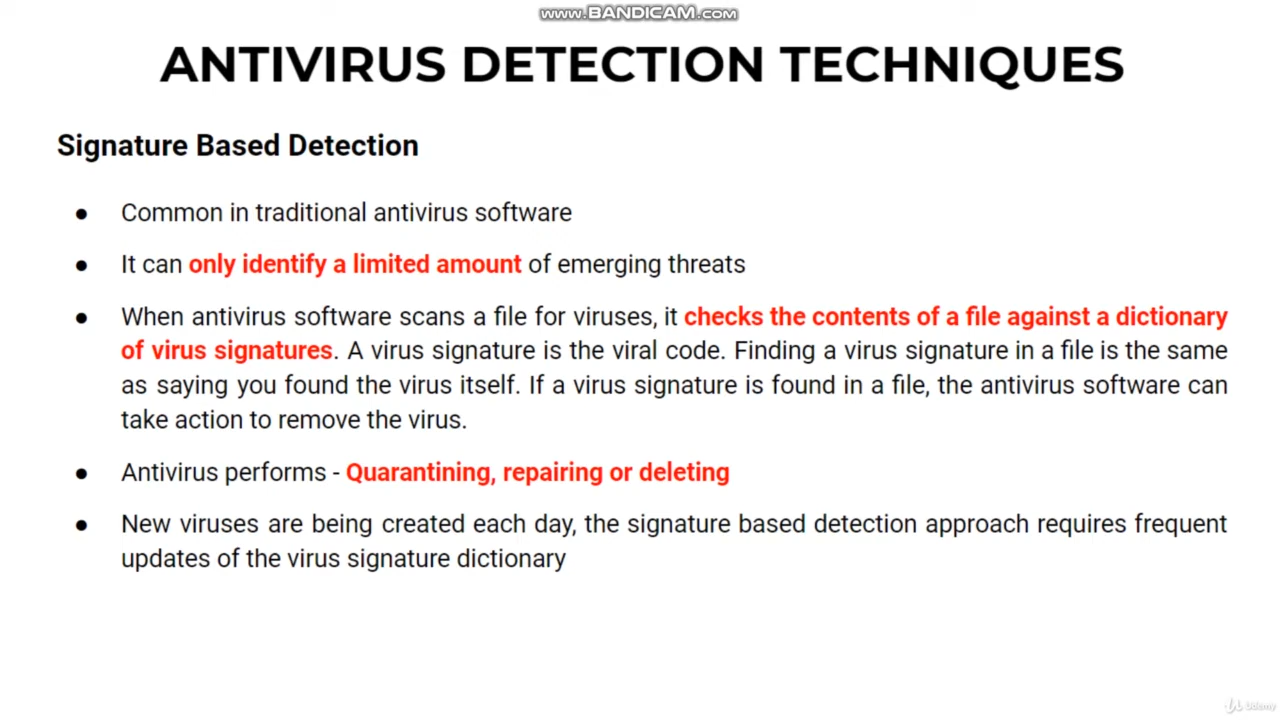 www.BANDICAM.com
ANTIVIRUS DETECTION TECHNIQUES
Signature Based Detection
● Common in traditional antivirus software
● It can only identify a limited amount of emerging threats
● When antivirus software scans a file for viruses, it checks the contents of a file against a dictionary
of virus signatures. A virus signature is the viral code. Finding a virus signature in a file is the same
as saying you found the virus itself. If a virus signature is found in a file, the antivirus software can
take action to remove the virus.
● Antivirus performs - Quarantining, repairing or deleting
● New viruses are being created each day, the signature based detection approach requires frequent
updates of the virus signature dictionary
Udemy